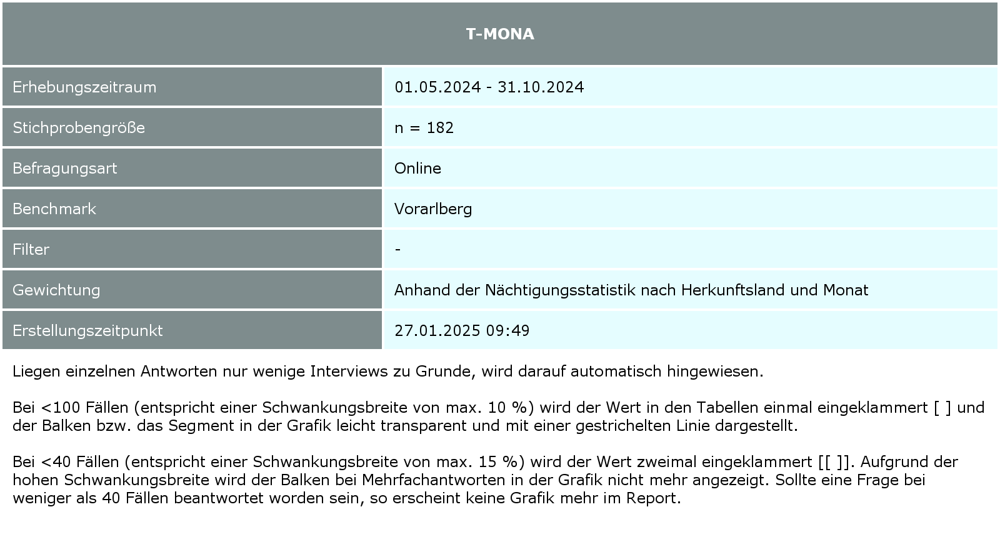 T-MONA
Erhebungszeitraum 01.05.2024 - 31.10.2024
Stichprobengröße n = 182
Befragungsart Online
Benchmark Vorarlberg
Filter -
Gewichtung Anhand der Nächtigungsstatistik nach Herkunftsland und Monat
Erstellungszeitpunkt 27.01.2025 09:49
Liegen einzelnen Antworten nur wenige Interviews zu Grunde, wird darauf automatisch hingewiesen.
Bei <100 Fällen (entspricht einer Schwankungsbreite von max. 10 %) wird der Wert in den Tabellen einmal eingeklammert [ ] und
der Balken bzw. das Segment in der Grafik leicht transparent und mit einer gestrichelten Linie dargestellt.
Bei <40 Fällen (entspricht einer Schwankungsbreite von max. 15 %) wird der Wert zweimal eingeklammert [[ ]]. Aufgrund der
hohen Schwankungsbreite wird der Balken bei Mehrfachantworten in der Grafik nicht mehr angezeigt. Sollte eine Frage bei
weniger als 40 Fällen beantwortet worden sein, so erscheint keine Grafik mehr im Report.